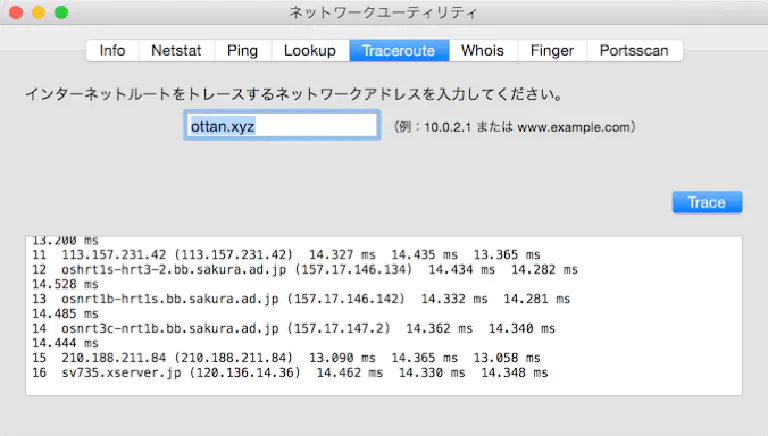 ネットワークユーティリティ
Info Netstat Ping Lookup Traceroute Whois Finger Portsscan
インターネットルートをトレースするネットワークアドレスを入力してください。
ottan.xyz (例：10.0.2.1 または www.example.com)
Trace
13.200 ms
11 113.157.231.42 (113.157.231.42) 14.327 ms 14.435 ms 13.365 ms
12 oshrt1s-hrt3-2.bb.sakura.ad.jp (157.17.146.134) 14.434 ms 14.282 ms
14.528 ms
13 osnrt1b-hrt1s.bb.sakura.ad.jp (157.17.146.142) 14.332 ms 14.281 ms
14.485 ms
14 osnrt3c-nrt1b.bb.sakura.ad.jp (157.17.147.2) 14.362 ms 14.340 ms
14.444 ms
15 210.188.211.84 (210.188.211.84) 13.090 ms 14.365 ms 13.058 ms
16 sv735.xserver.jp (120.136.14.36) 14.462 ms 14.330 ms 14.348 ms